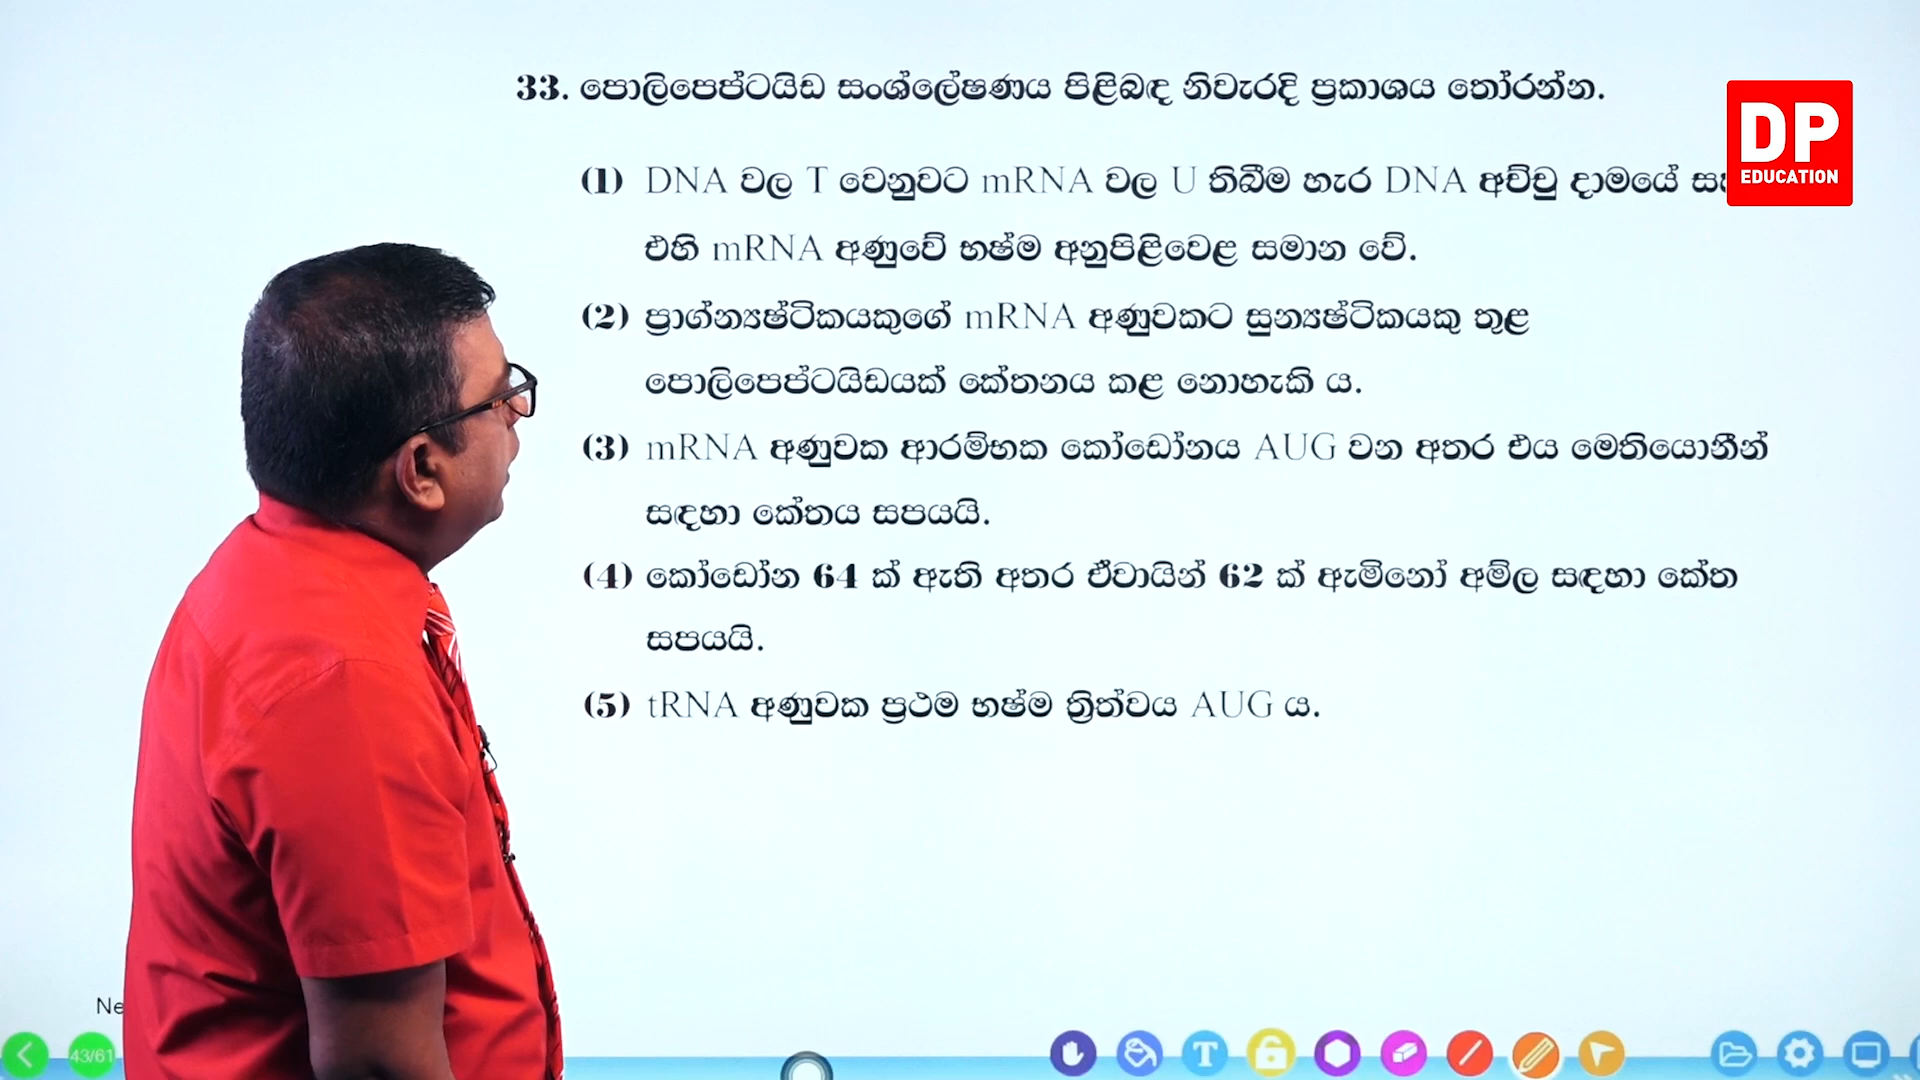 33. පොලිපෙප්ටයිඩ සංශ්ලේෂණය පිළිබඳ නිවැරදි ප්‍රකාශය තෝරන්න.
DP
EDUCATION
(1) DNA වල T වෙනුවට mRNA වල U තිබීම හැර DNA අච්චු දාමයේ
එහි mRNA අණුවේ භෂ්ම අනුපිළිවෙළ සමාන වේ.
(2) ප්‍රාග්න්‍යෂ්ටිකයකුගේ mRNA අණුවකට සුන්‍යෂ්ටිකයකු තුළ
පොලිපෙප්ටයිඩයක් කේතනය කළ නොහැකි ය.
(3) mRNA අණුවක ආරම්භක කෝඩෝනය AUG වන අතර එය මෙතියොනීන්
සඳහා කේතය සපයයි.
(4) කෝඩෝන 64 ක් ඇති අතර ඒවායින් 62 ක් ඇමිනෝ අම්ල සඳහා කේත
සපයයි.
(5) tRNA අණුවක ප්‍රථම භෂ්ම ත්‍රිත්වය AUG ය.
43/61